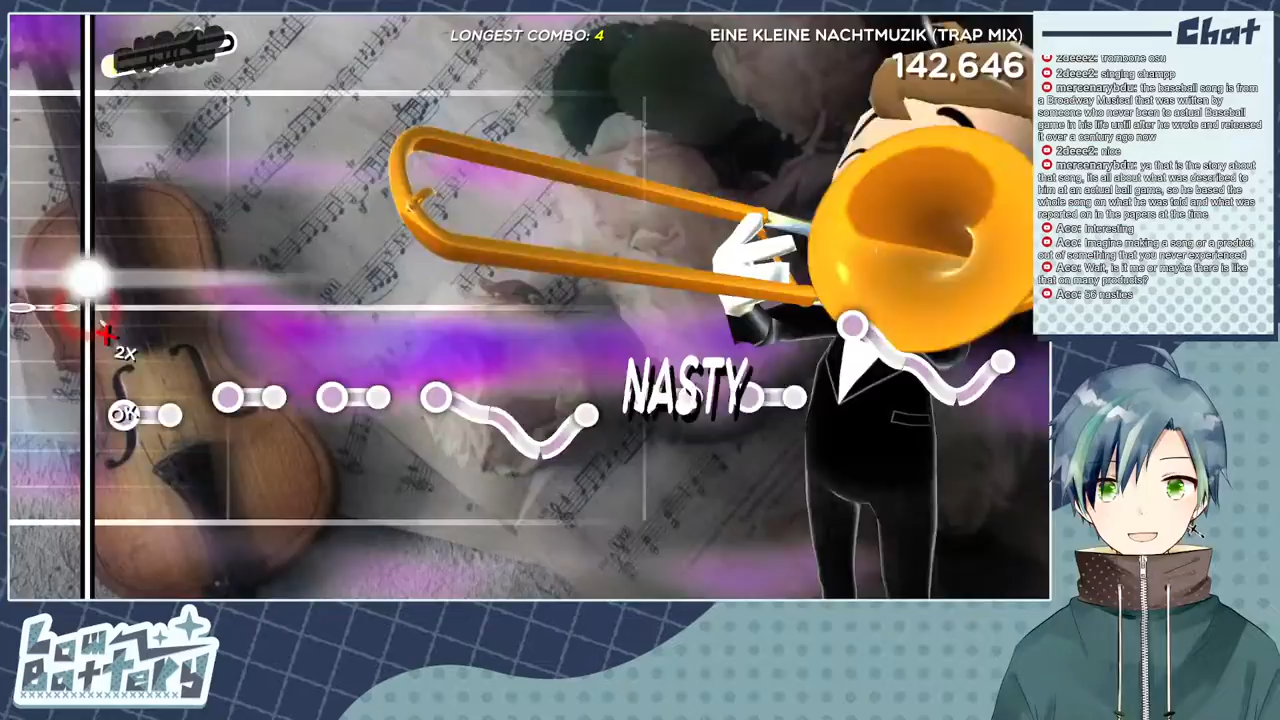 LONGEST COMBO: 4
EINE KLEINE NACHTMUZIK (TRAP MIX)
142,646
2X
OK
NASTY
Chat
2deee2: trombone osu
2deee2: singing champp
mercenarybdu: the baseball song is from
a Broadway Musical that was written by
someone who never been to actual Baseball
game in his life until after he wrote and released
it over a century ago now
2deee2: nice
mercenarybdu: ya that is the story about
that song, its all about what was described to
him at an actual ball game, so he based the
whole song on what he was told and what was
reported on in the papers at the time
Aco: Interesting
Aco: Imagine making a song or a product
out of something that you never experienced
Aco: Wait, is it me or maybe there is like
that on many products?
Aco: 56 nasties
Low
Battery